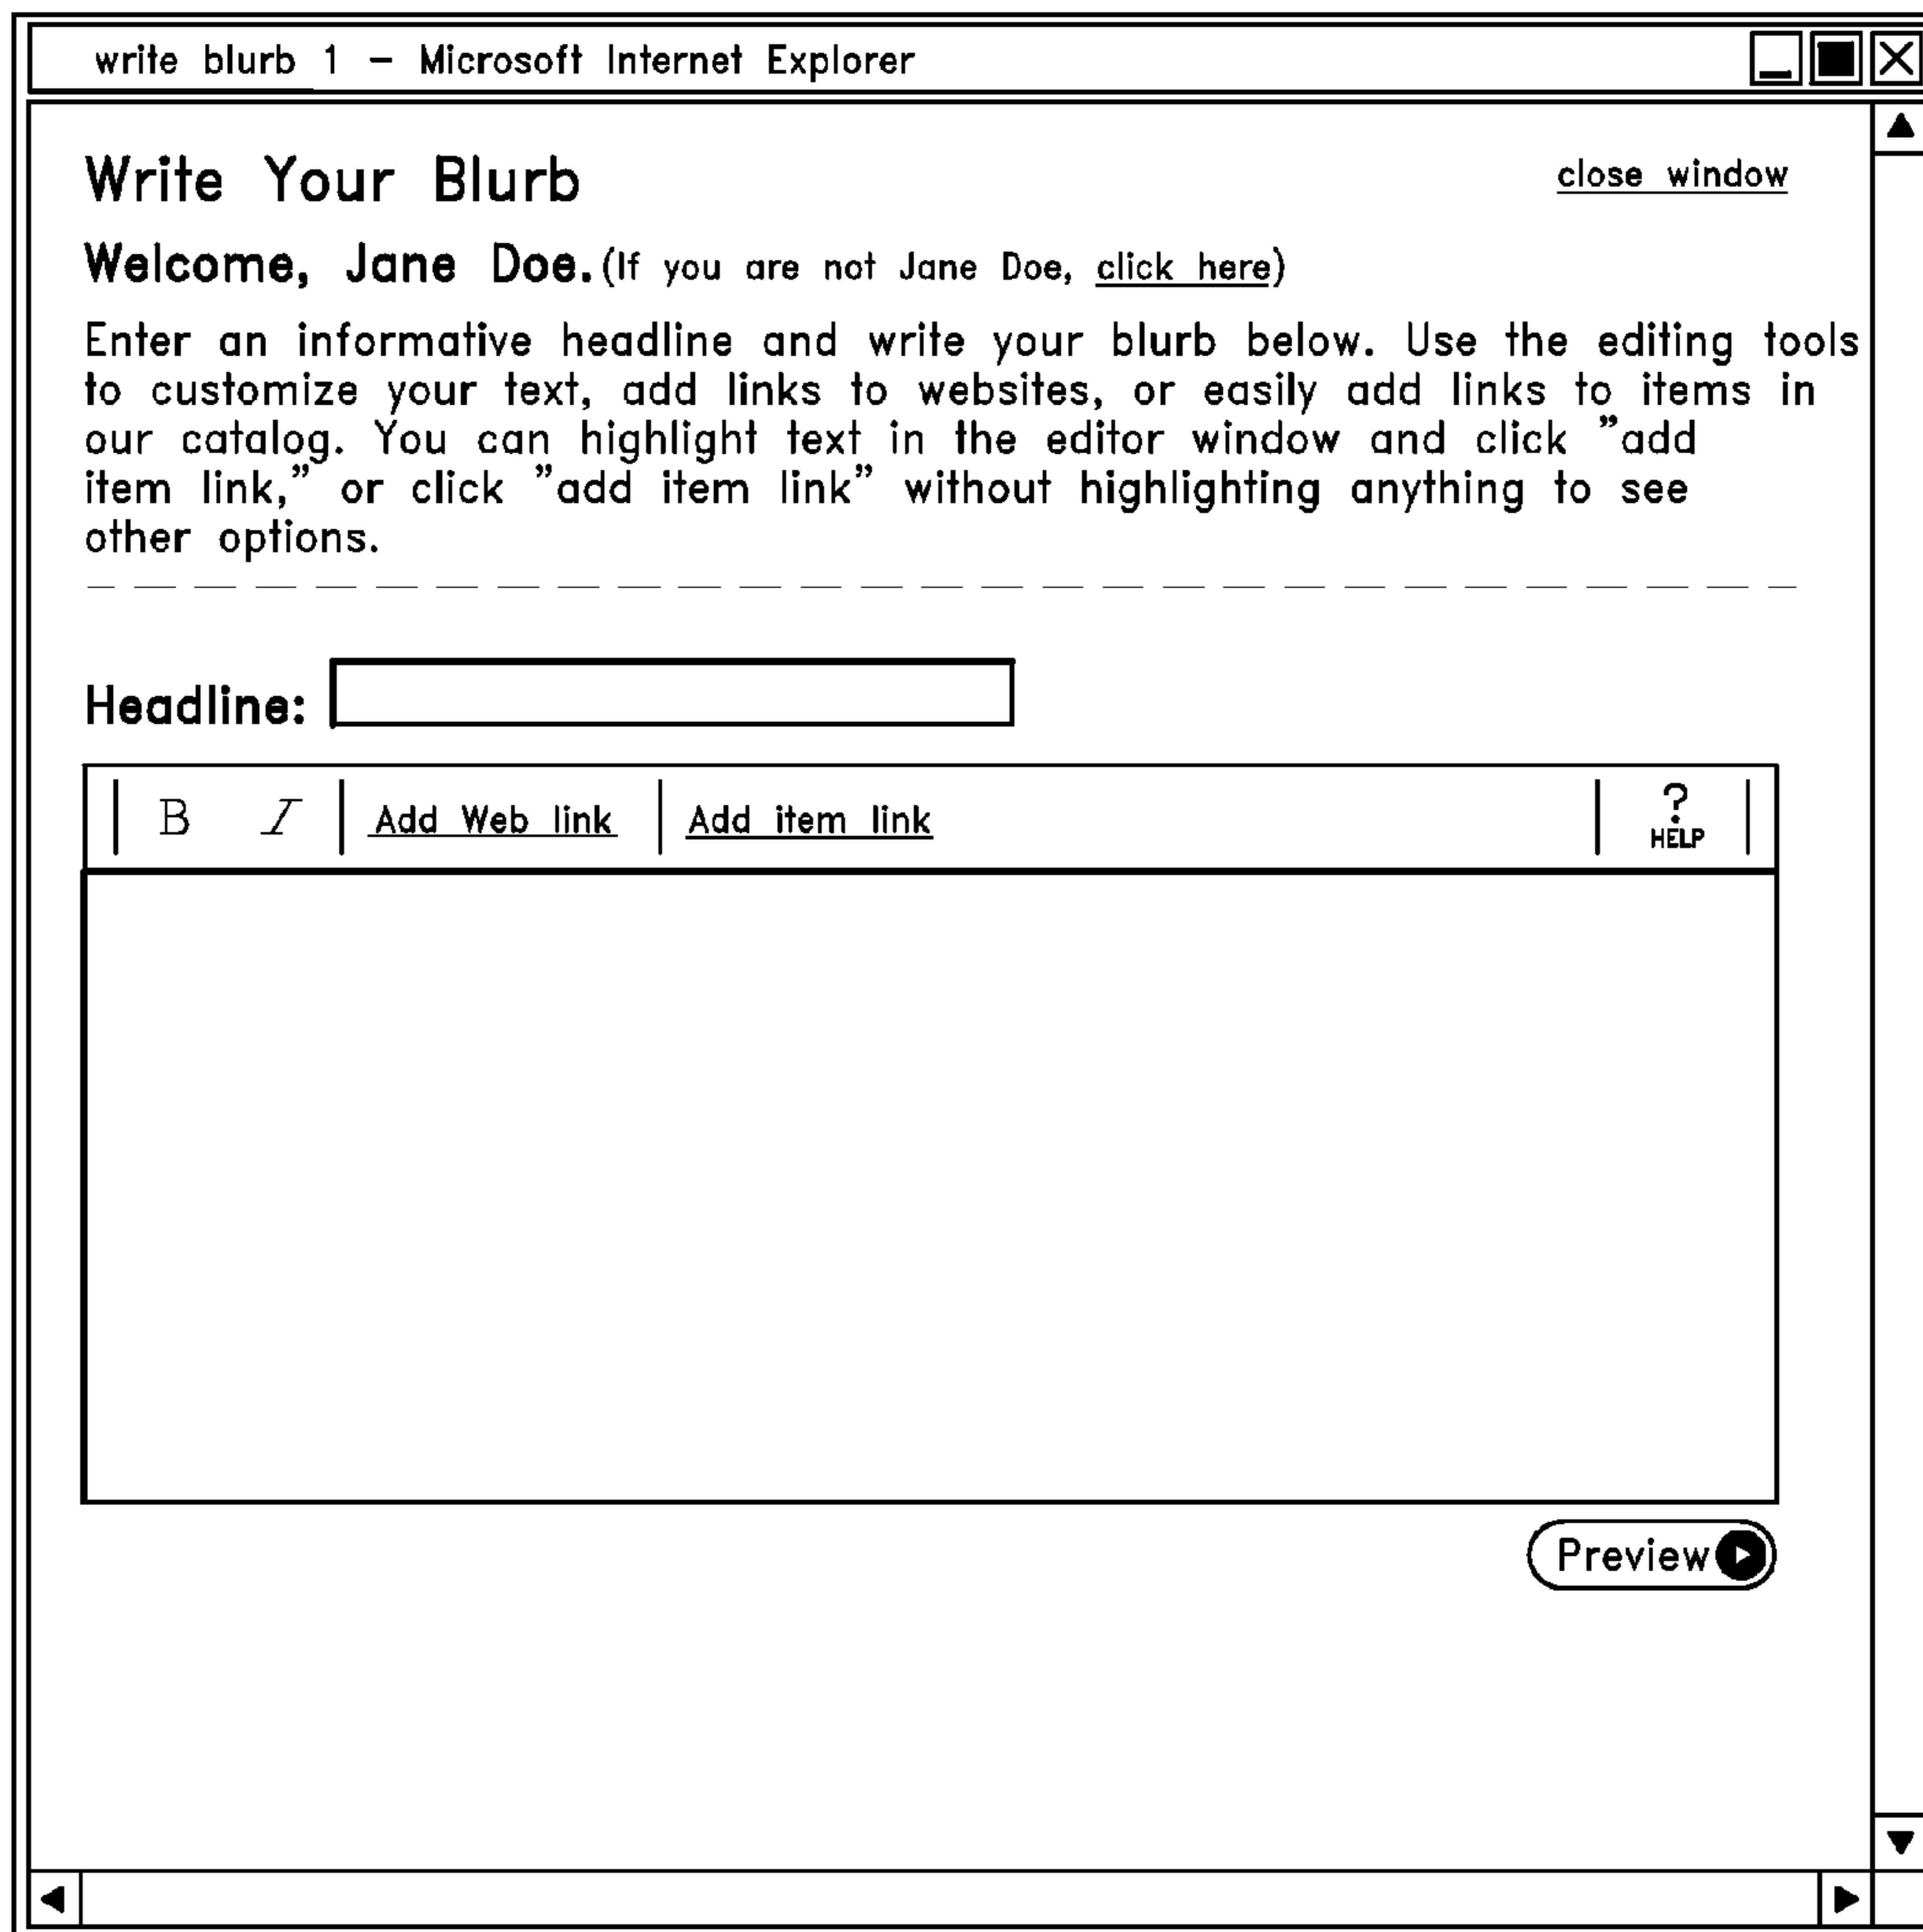 write blurb 1 – Microsoft Internet Explorer
Write Your Blurb
close window
Welcome, Jane Doe. (If you are not Jane Doe, click here)
Enter an informative headline and write your blurb below. Use the editing tools
to customize your text, add links to websites, or easily add links to items in
our catalog. You can highlight text in the editor window and click ”add
item link,” or click ”add item link” without highlighting anything to see
other options.
Headline:
B I Add Web link Add item link ? HELP
Preview